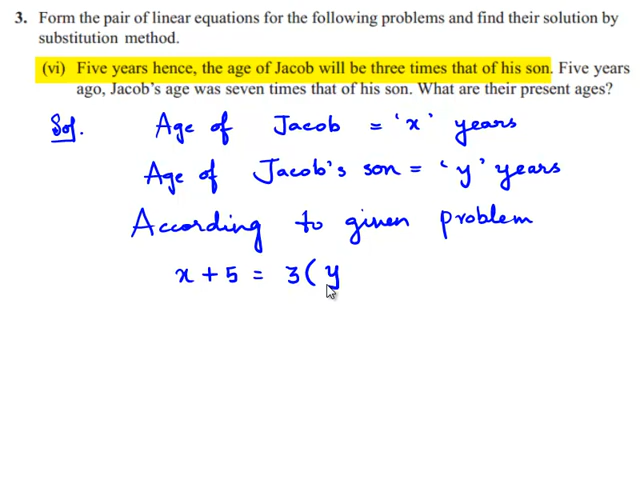 3. Form the pair of linear equations for the following problems and find their solution by
substitution method.
(vi) Five years hence, the age of Jacob will be three times that of his son. Five years
ago, Jacob's age was seven times that of his son. What are their present ages?
Sol. Age of Jacob = 'x' years
Age of Jacob's son = 'y' years
According to given problem
x + 5 = 3(y